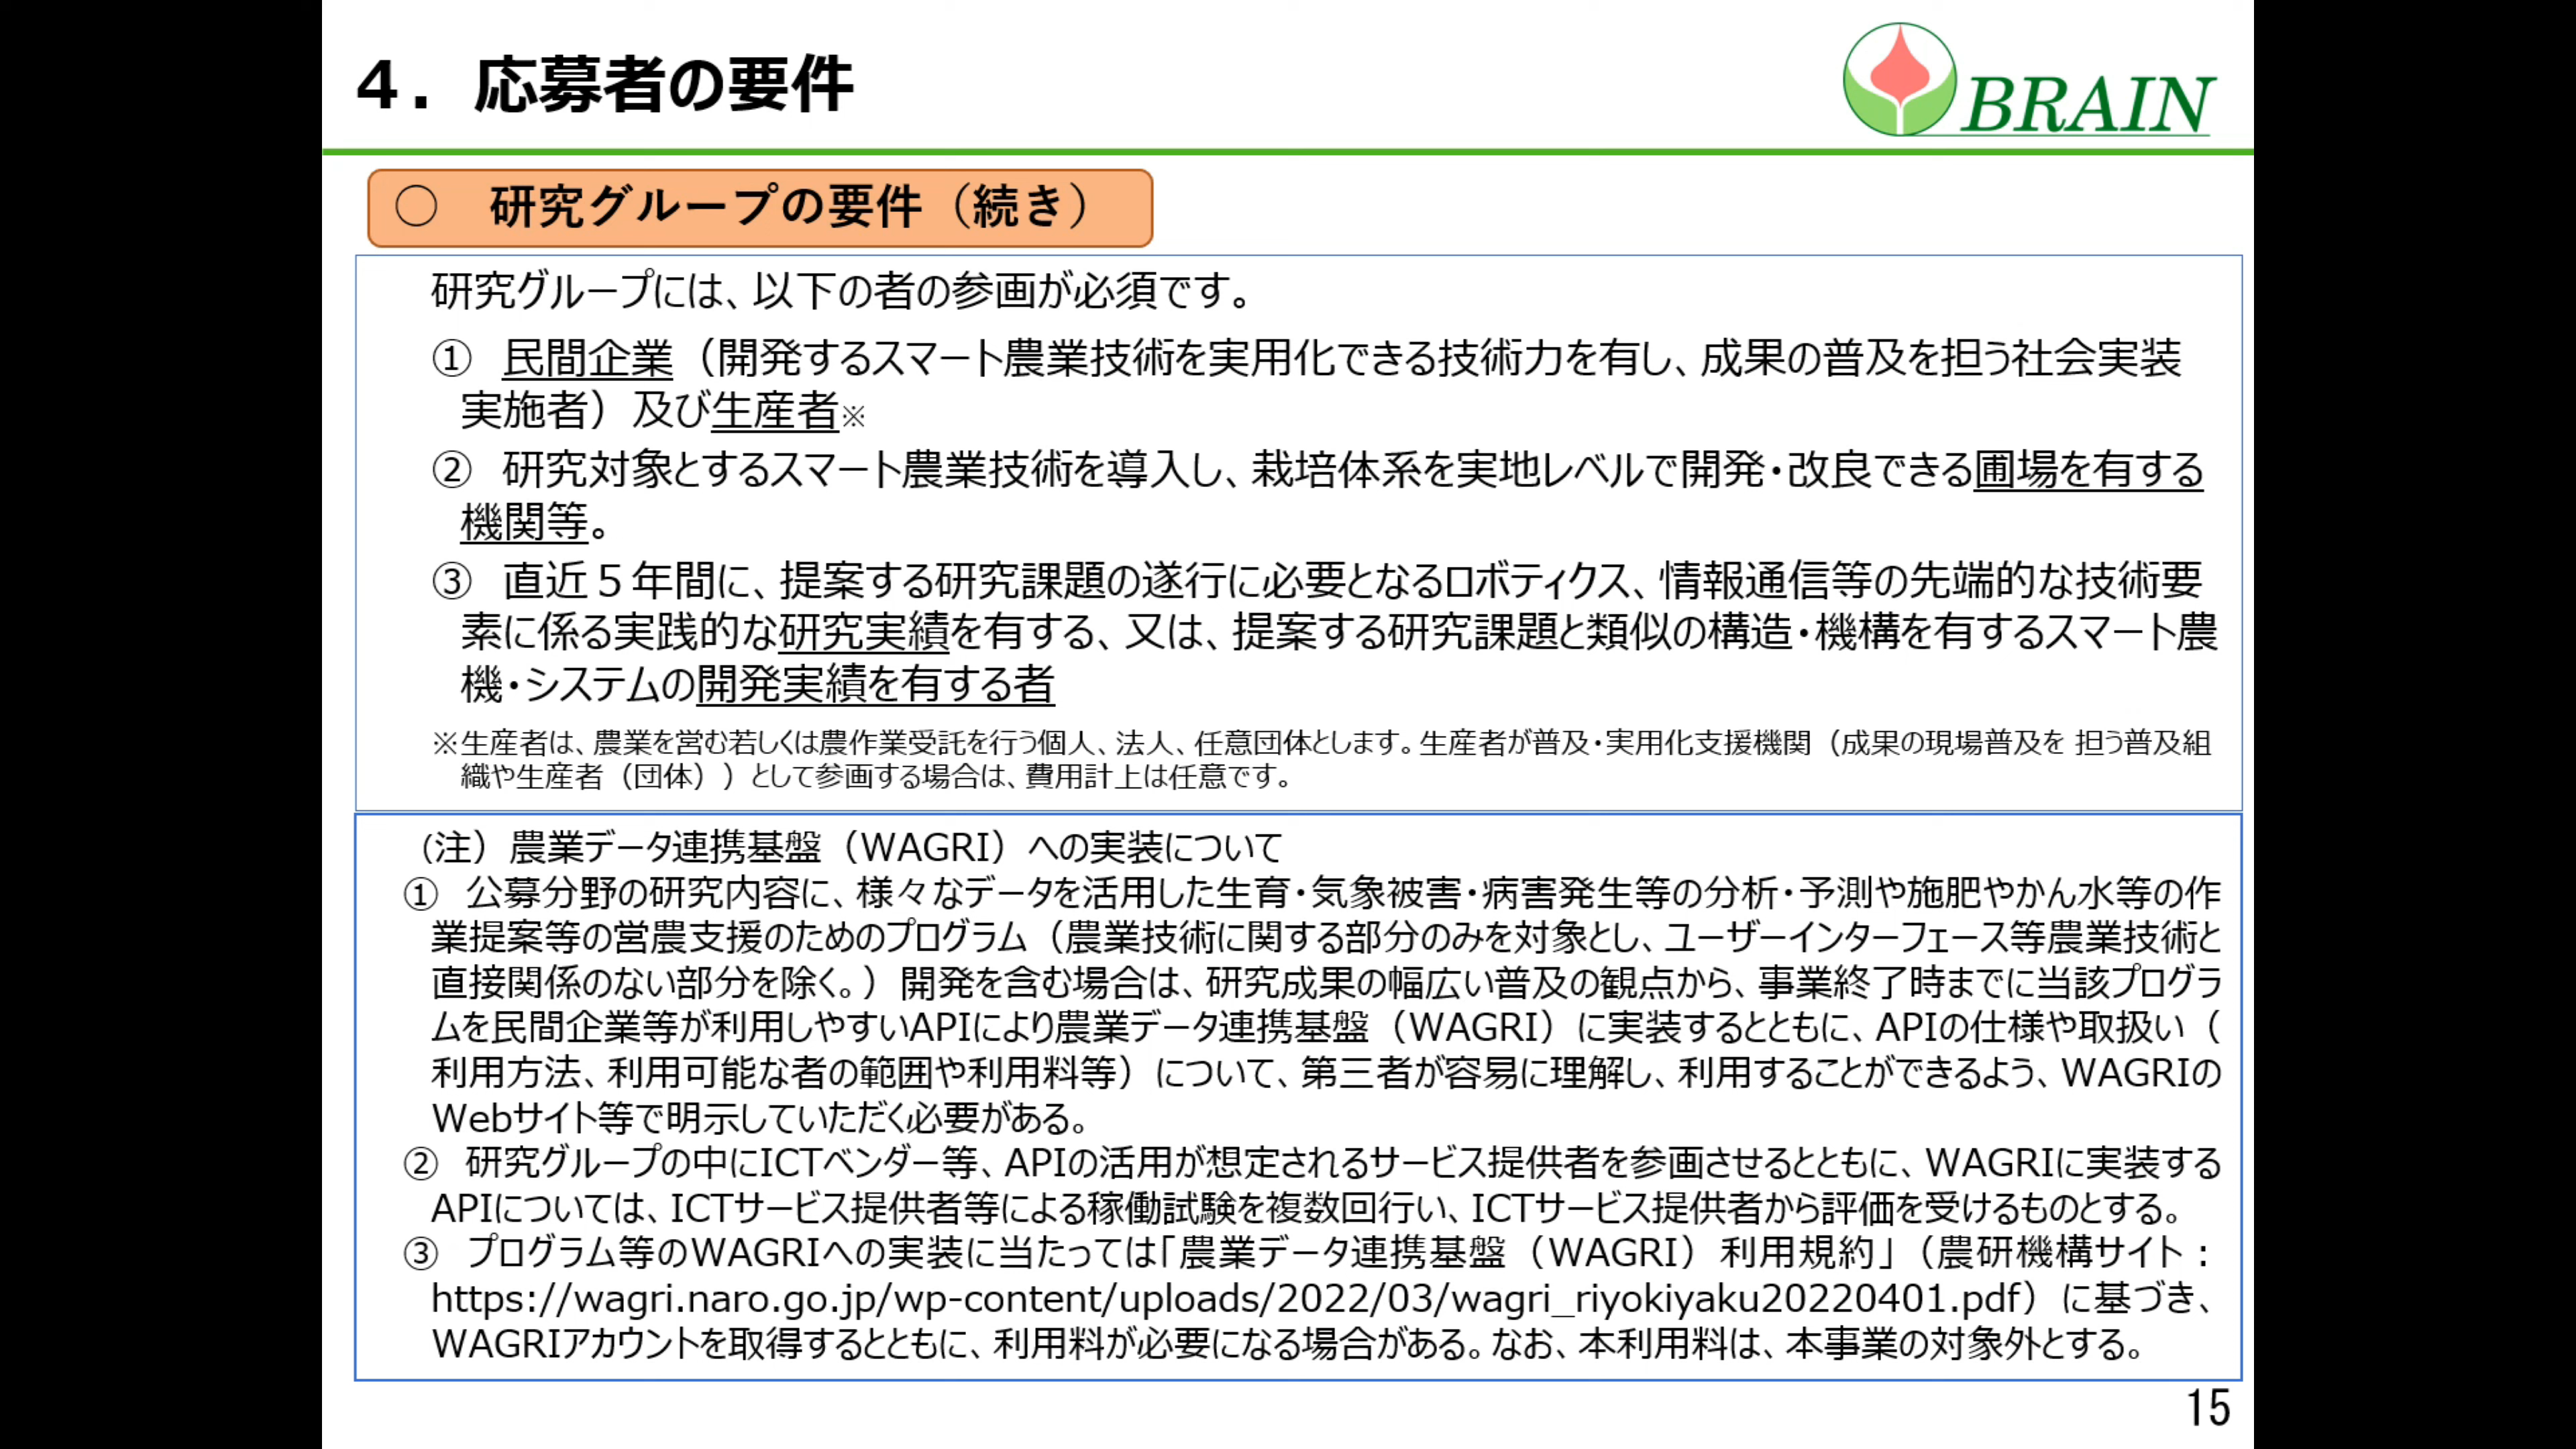 ４．応募者の要件
BRAIN
○　研究グループの要件（続き）
研究グループには、以下の者の参画が必須です。
①　民間企業（開発するスマート農業技術を実用化できる技術力を有し、成果の普及を担う社会実装
実施者）及び生産者※
②　研究対象とするスマート農業技術を導入し、栽培体系を実地レベルで開発・改良できる圃場を有する
機関等。
③　直近５年間に、提案する研究課題の遂行に必要となるロボティクス、情報通信等の先端的な技術要
素に係る実践的な研究実績を有する、又は、提案する研究課題と類似の構造・機構を有するスマート農
機・システムの開発実績を有する者
※生産者は、農業を営む若しくは農作業受託を行う個人、法人、任意団体とします。生産者が普及・実用化支援機関（成果の現場普及を 担う普及組
織や生産者（団体））として参画する場合は、費用計上は任意です。
（注）農業データ連携基盤（WAGRI）への実装について
①　公募分野の研究内容に、様々なデータを活用した生育・気象被害・病害発生等の分析・予測や施肥やかん水等の作
業提案等の営農支援のためのプログラム（農業技術に関する部分のみを対象とし、ユーザーインターフェース等農業技術と
直接関係のない部分を除く。）開発を含む場合は、研究成果の幅広い普及の観点から、事業終了時までに当該プログラ
ムを民間企業等が利用しやすいAPIにより農業データ連携基盤（WAGRI）に実装するとともに、APIの仕様や取扱い（
利用方法、利用可能な者の範囲や利用料等）について、第三者が容易に理解し、利用することができるよう、WAGRIの
Webサイト等で明示していただく必要がある。
②　研究グループの中にICTベンダー等、APIの活用が想定されるサービス提供者を参画させるとともに、WAGRIに実装する
APIについては、ICTサービス提供者等による稼働試験を複数回行い、ICTサービス提供者から評価を受けるものとする。
③　プログラム等のWAGRIへの実装に当たっては「農業データ連携基盤（WAGRI）利用規約」（農研機構サイト：
https://wagri.naro.go.jp/wp-content/uploads/2022/03/wagri_riyokiyaku20220401.pdf）に基づき、
WAGRIアカウントを取得するとともに、利用料が必要になる場合がある。なお、本利用料は、本事業の対象外とする。
15